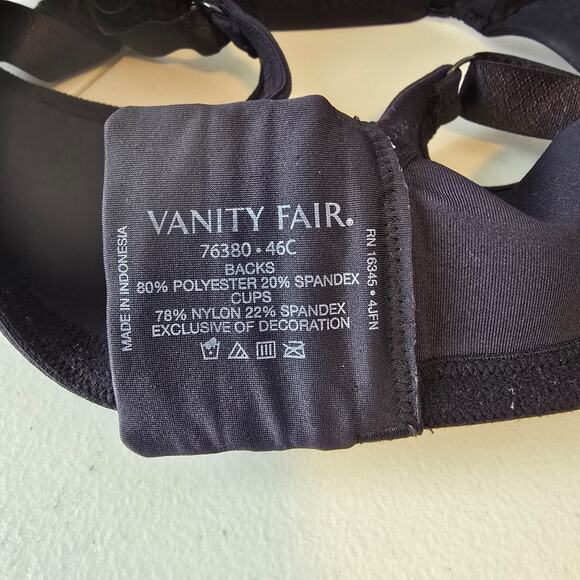 VANITY FAIR®
76380 • 46C
BACKS
80% POLYESTER 20% SPANDEX
CUPS
78% NYLON 22% SPANDEX
EXCLUSIVE OF DECORATION
MADE IN INDONESIA
RN 16345 • 4JFN